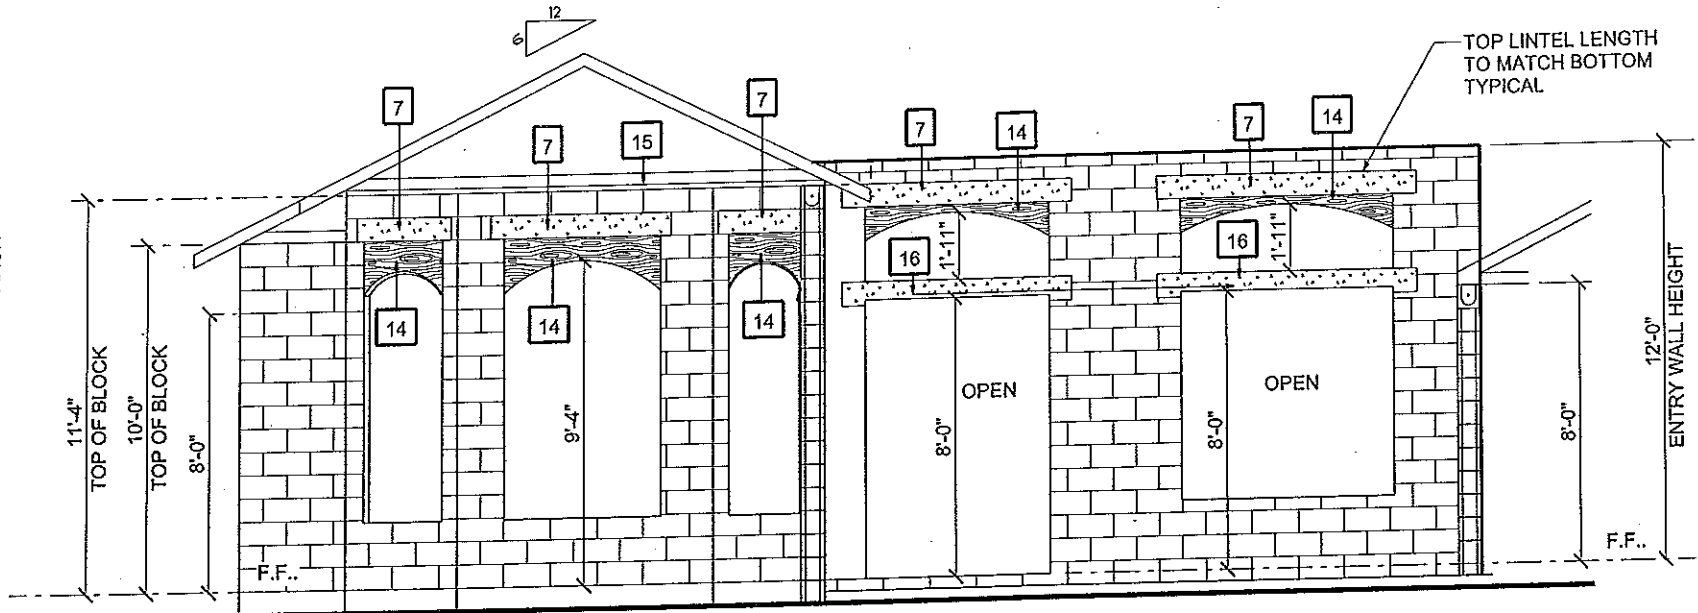 12
6
TOP LINTEL LENGTH
TO MATCH BOTTOM
TYPICAL
7
7
15
7
7
14
7
14
16
1'-11"
16
1'-11"
14
14
14
11'-4"
TOP OF BLOCK
10'-0"
TOP OF BLOCK
8'-0"
9'-4"
OPEN
8'-0"
OPEN
8'-0"
8'-0"
12'-0"
ENTRY WALL HEIGHT
F.F..
F.F..